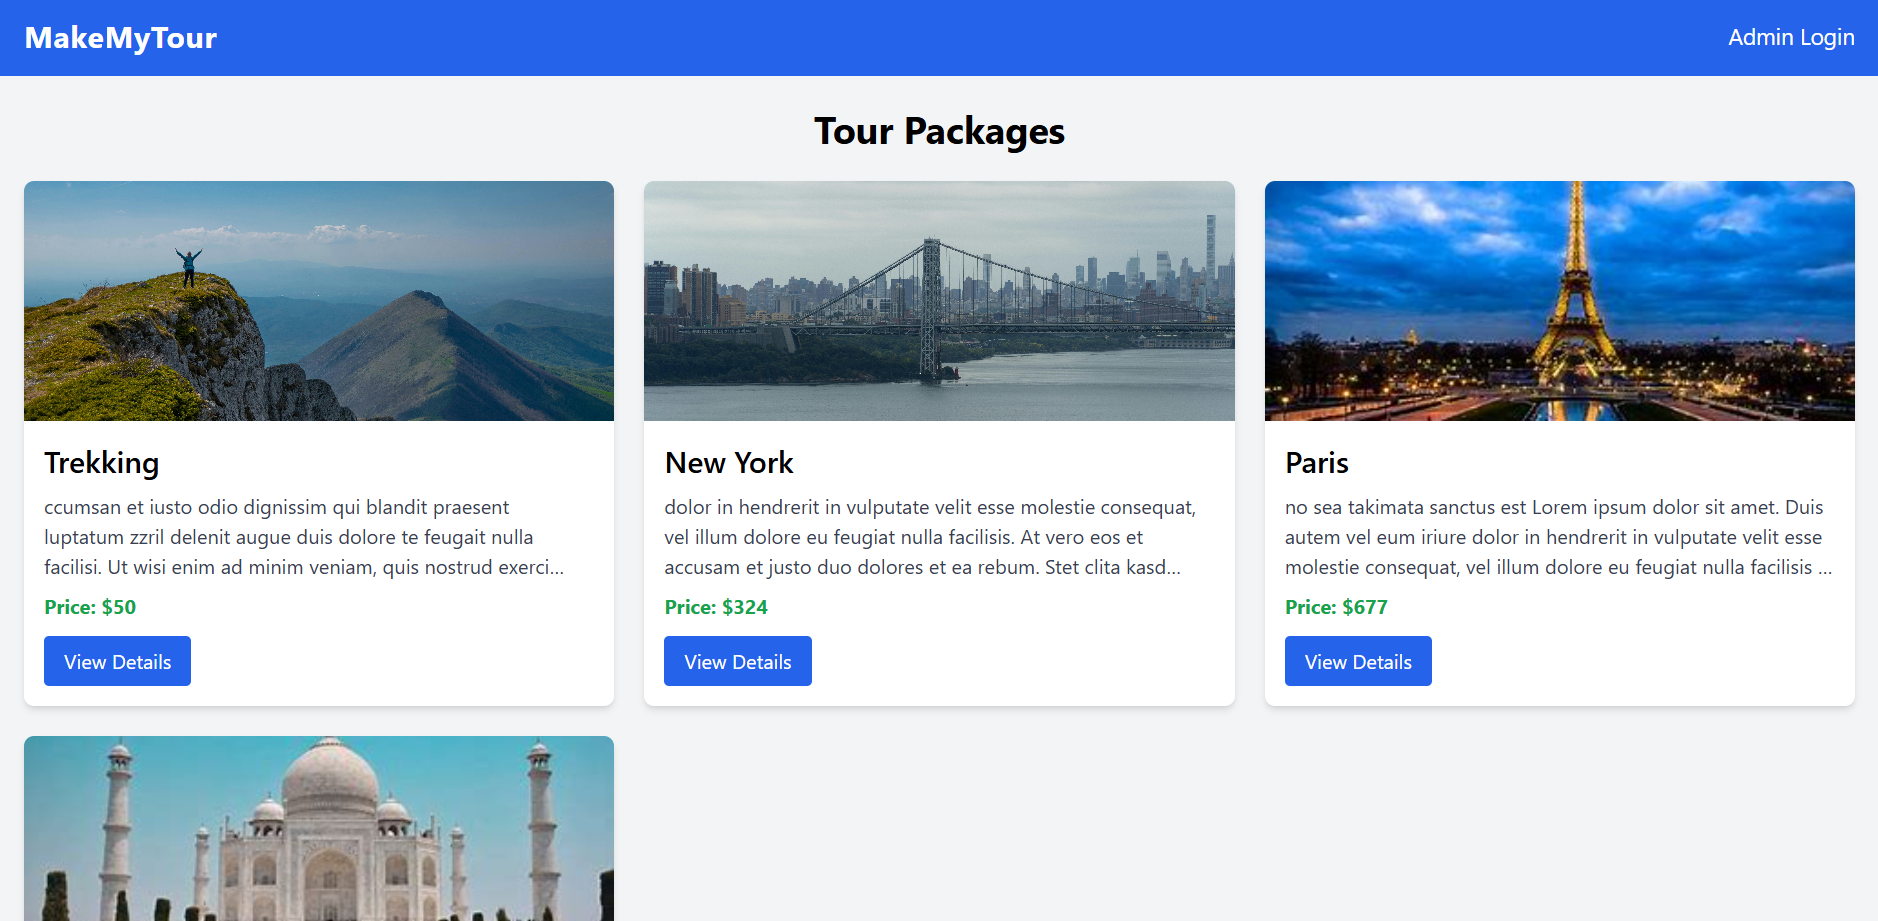 MakeMyTour
Admin Login
Tour Packages
Trekking
ccumsan et iusto odio dignissim qui blandit praesent
luptatum zzril delenit augue duis dolore te feugait nulla
facilisi. Ut wisi enim ad minim veniam, quis nostrud exerci...
Price: $50
View Details
New York
dolor in hendrerit in vulputate velit esse molestie consequat,
vel illum dolore eu feugiat nulla facilisis. At vero eos et
accusam et justo duo dolores et ea rebum. Stet clita kasd...
Price: $324
View Details
Paris
no sea takimata sanctus est Lorem ipsum dolor sit amet. Duis
autem vel eum iriure dolor in hendrerit in vulputate velit esse
molestie consequat, vel illum dolore eu feugiat nulla facilisis ...
Price: $677
View Details